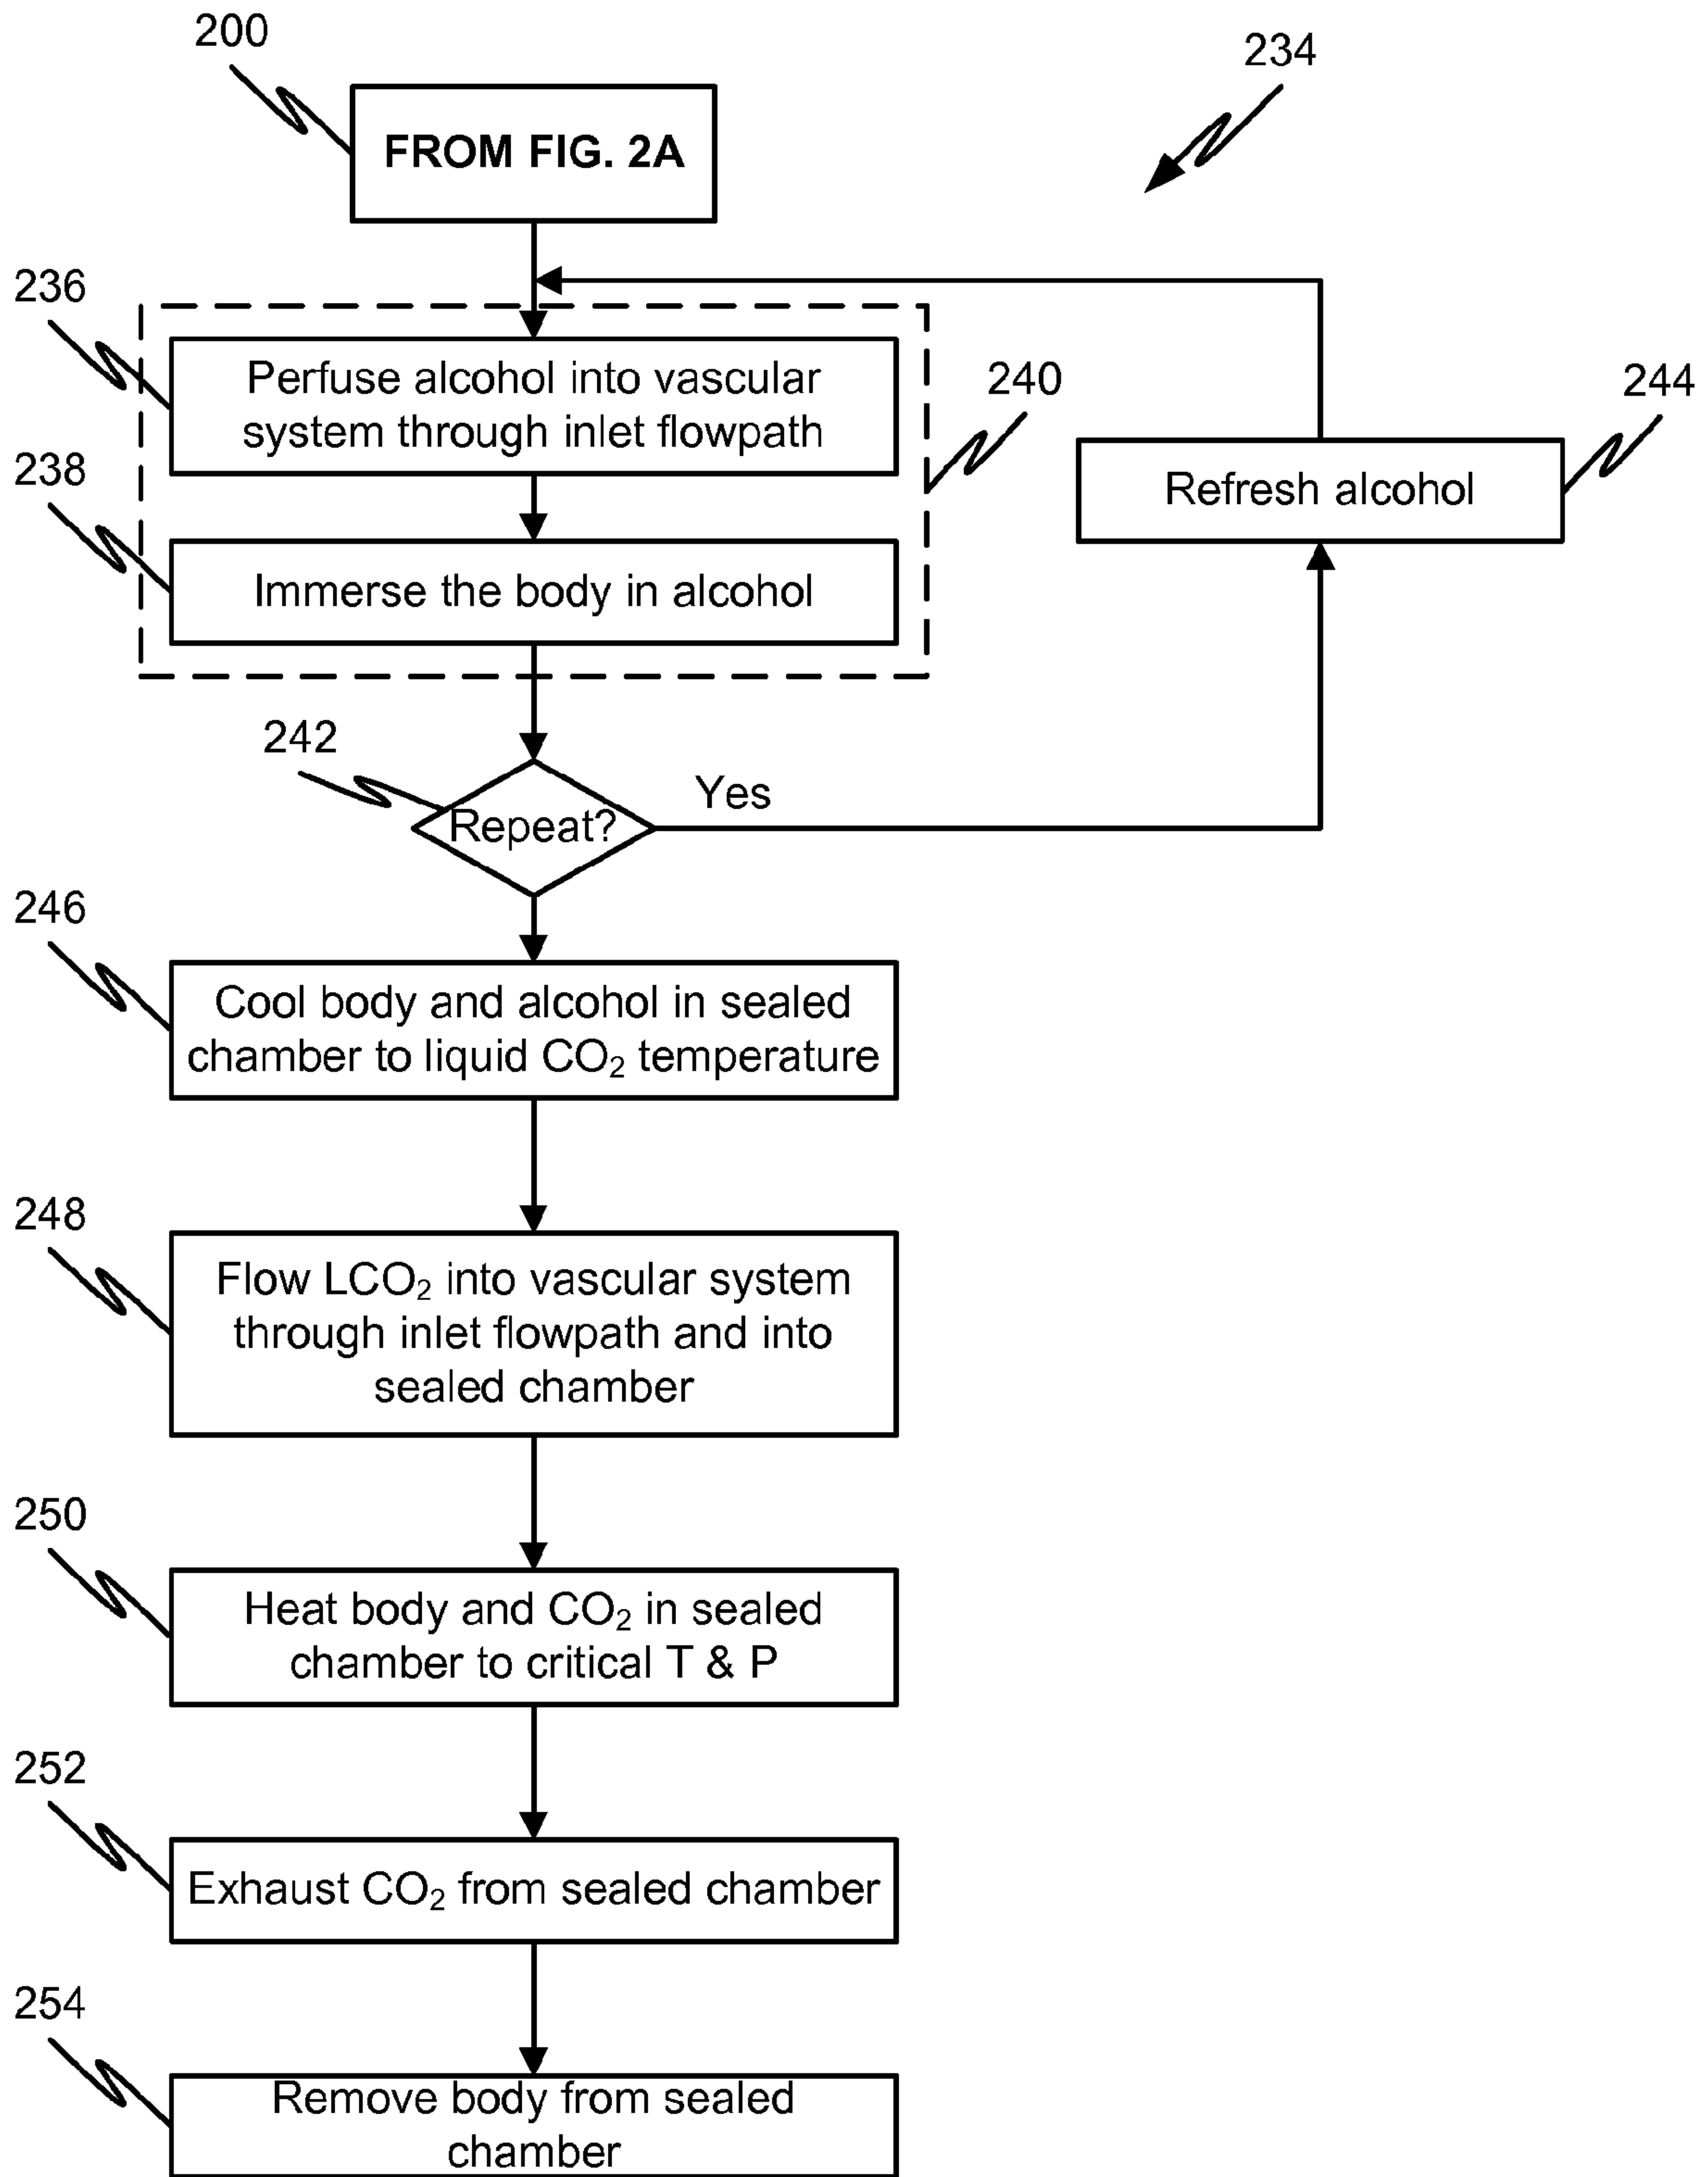 200
234
FROM FIG. 2A
236
Perfuse alcohol into vascular
system through inlet flowpath
240
244
238
Refresh alcohol
Immerse the body in alcohol
242
Yes
Repeat?
246
Cool body and alcohol in sealed
chamber to liquid CO₂ temperature
248
Flow LCO₂ into vascular system
through inlet flowpath and into
sealed chamber
250
Heat body and CO₂ in sealed
chamber to critical T & P
252
Exhaust CO₂ from sealed chamber
254
Remove body from sealed
chamber